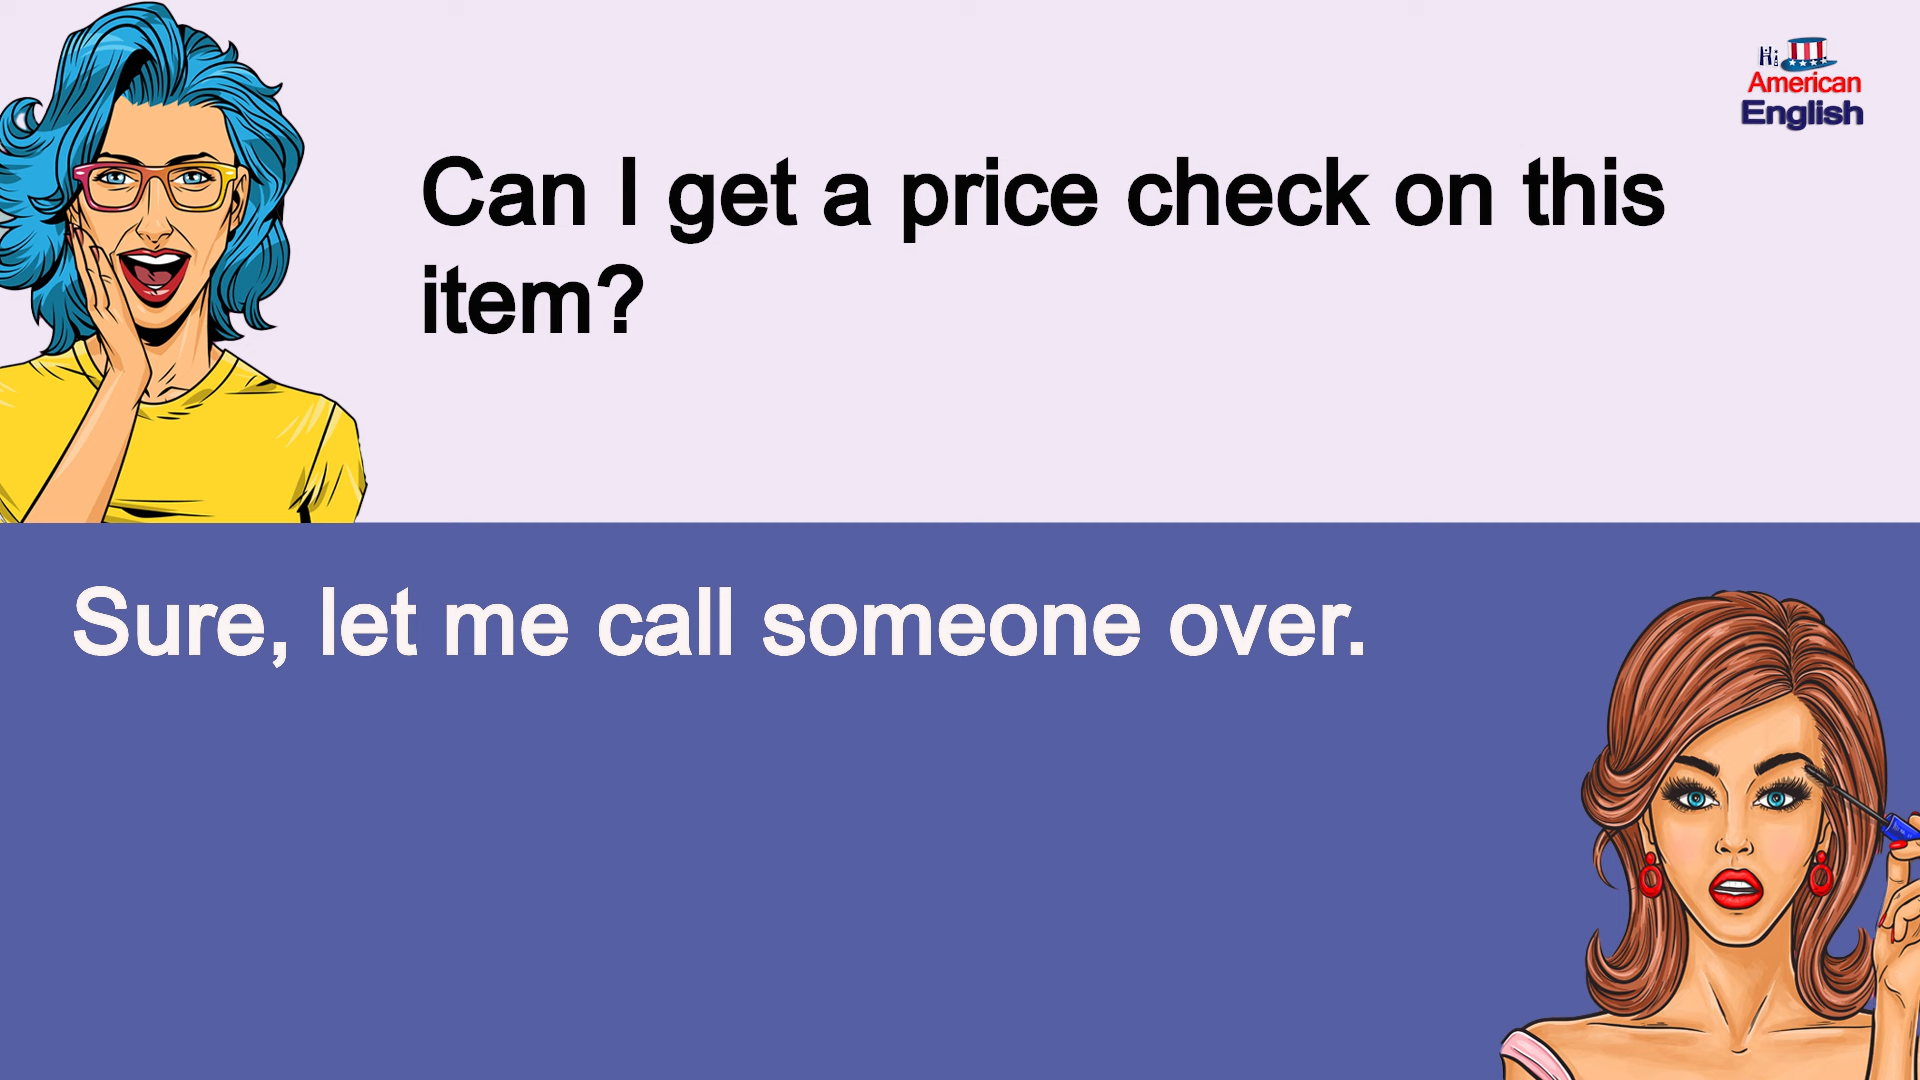 Hi
American
English
Can I get a price check on this
item?
Sure, let me call someone over.